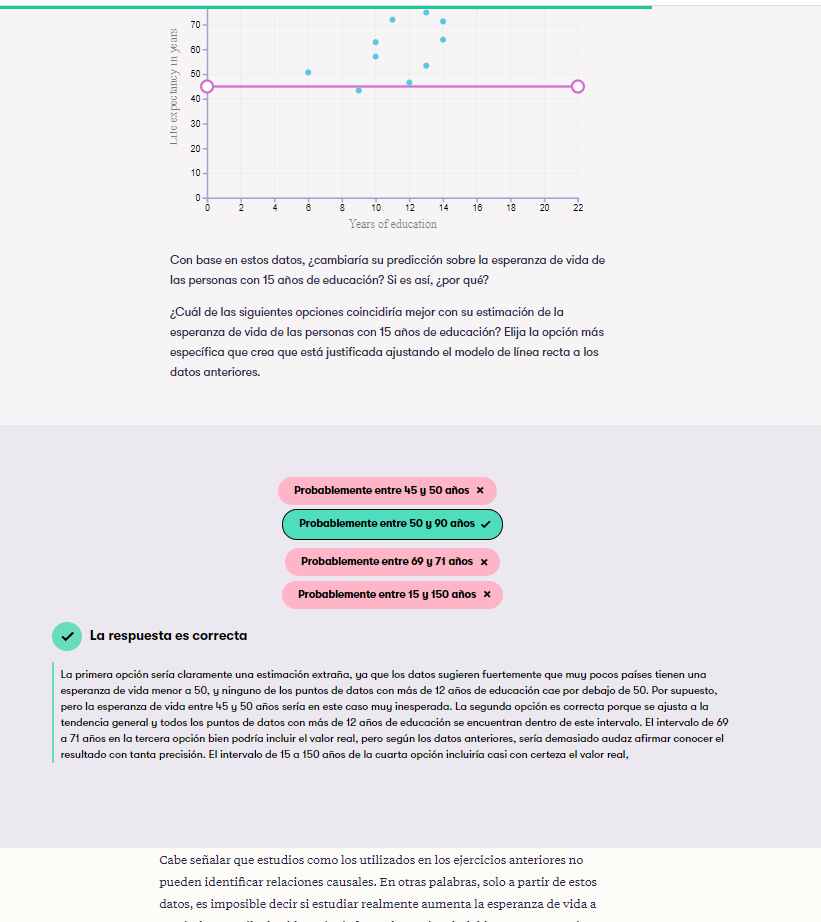 70
60
50
40
30
20
10
0
Life expectancy in years
0 2 4 6 8 10 12 14 16 18 20 22
Years of education
Con base en estos datos, ¿cambiaría su predicción sobre la esperanza de vida de
las personas con 15 años de educación? Si es así, ¿por qué?
¿Cuál de las siguientes opciones coincidiría mejor con su estimación de la
esperanza de vida de las personas con 15 años de educación? Elija la opción más
específica que crea que está justificada ajustando el modelo de línea recta a los
datos anteriores.
Probablemente entre 45 y 50 años
Probablemente entre 50 y 90 años
Probablemente entre 69 y 71 años
Probablemente entre 15 y 150 años
La respuesta es correcta
La primera opción sería claramente una estimación extraña, ya que los datos sugieren fuertemente que muy pocos países tienen una
esperanza de vida menor a 50, y ninguno de los puntos de datos con más de 12 años de educación cae por debajo de 50. Por supuesto,
pero la esperanza de vida entre 45 y 50 años sería en este caso muy inesperada. La segunda opción es correcta porque se ajusta a la
tendencia general y todos los puntos de datos con más de 12 años de educación se encuentran dentro de este intervalo. El intervalo de 69
a 71 años en la tercera opción bien podría incluir el valor real, pero según los datos anteriores, sería demasiado audaz afirmar conocer el
resultado con tanta precisión. El intervalo de 15 a 150 años de la cuarta opción incluiría casi con certeza el valor real,
Cabe señalar que estudios como los utilizados en los ejercicios anteriores no
pueden identificar relaciones causales. En otras palabras, solo a partir de estos
datos, es imposible decir si estudiar realmente aumenta la esperanza de vida a